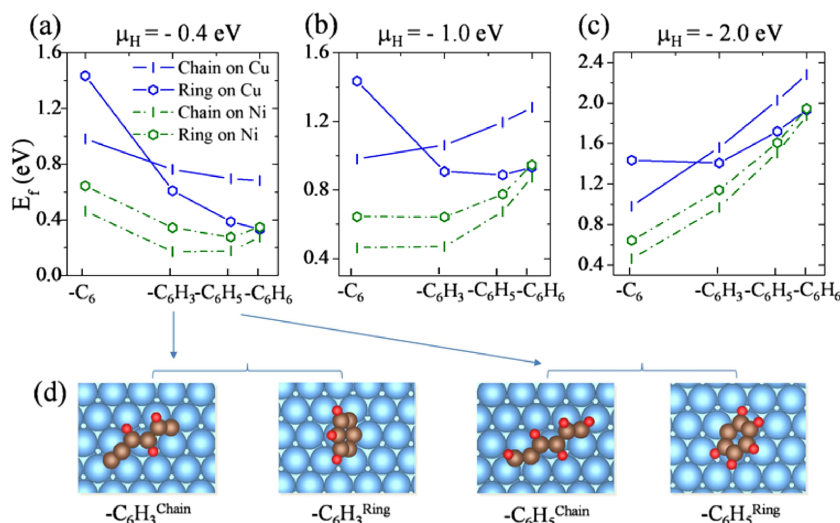 (a) μH = - 0.4 eV (b) μH = - 1.0 eV (c) μH = - 2.0 eV
1.6
1.2
0.8
0.4
0.0
Ef (eV)
Chain on Cu
Ring on Cu
Chain on Ni
Ring on Ni
-C6 -C6H3 -C6H5 -C6H6
1.6
1.2
0.8
0.4
-C6 -C6H3 -C6H5 -C6H6
2.4
2.0
1.6
1.2
0.8
0.4
-C6 -C6H3 -C6H5 -C6H6
(d)
-C6H3Chain -C6H3Ring -C6H5Chain -C6H5Ring